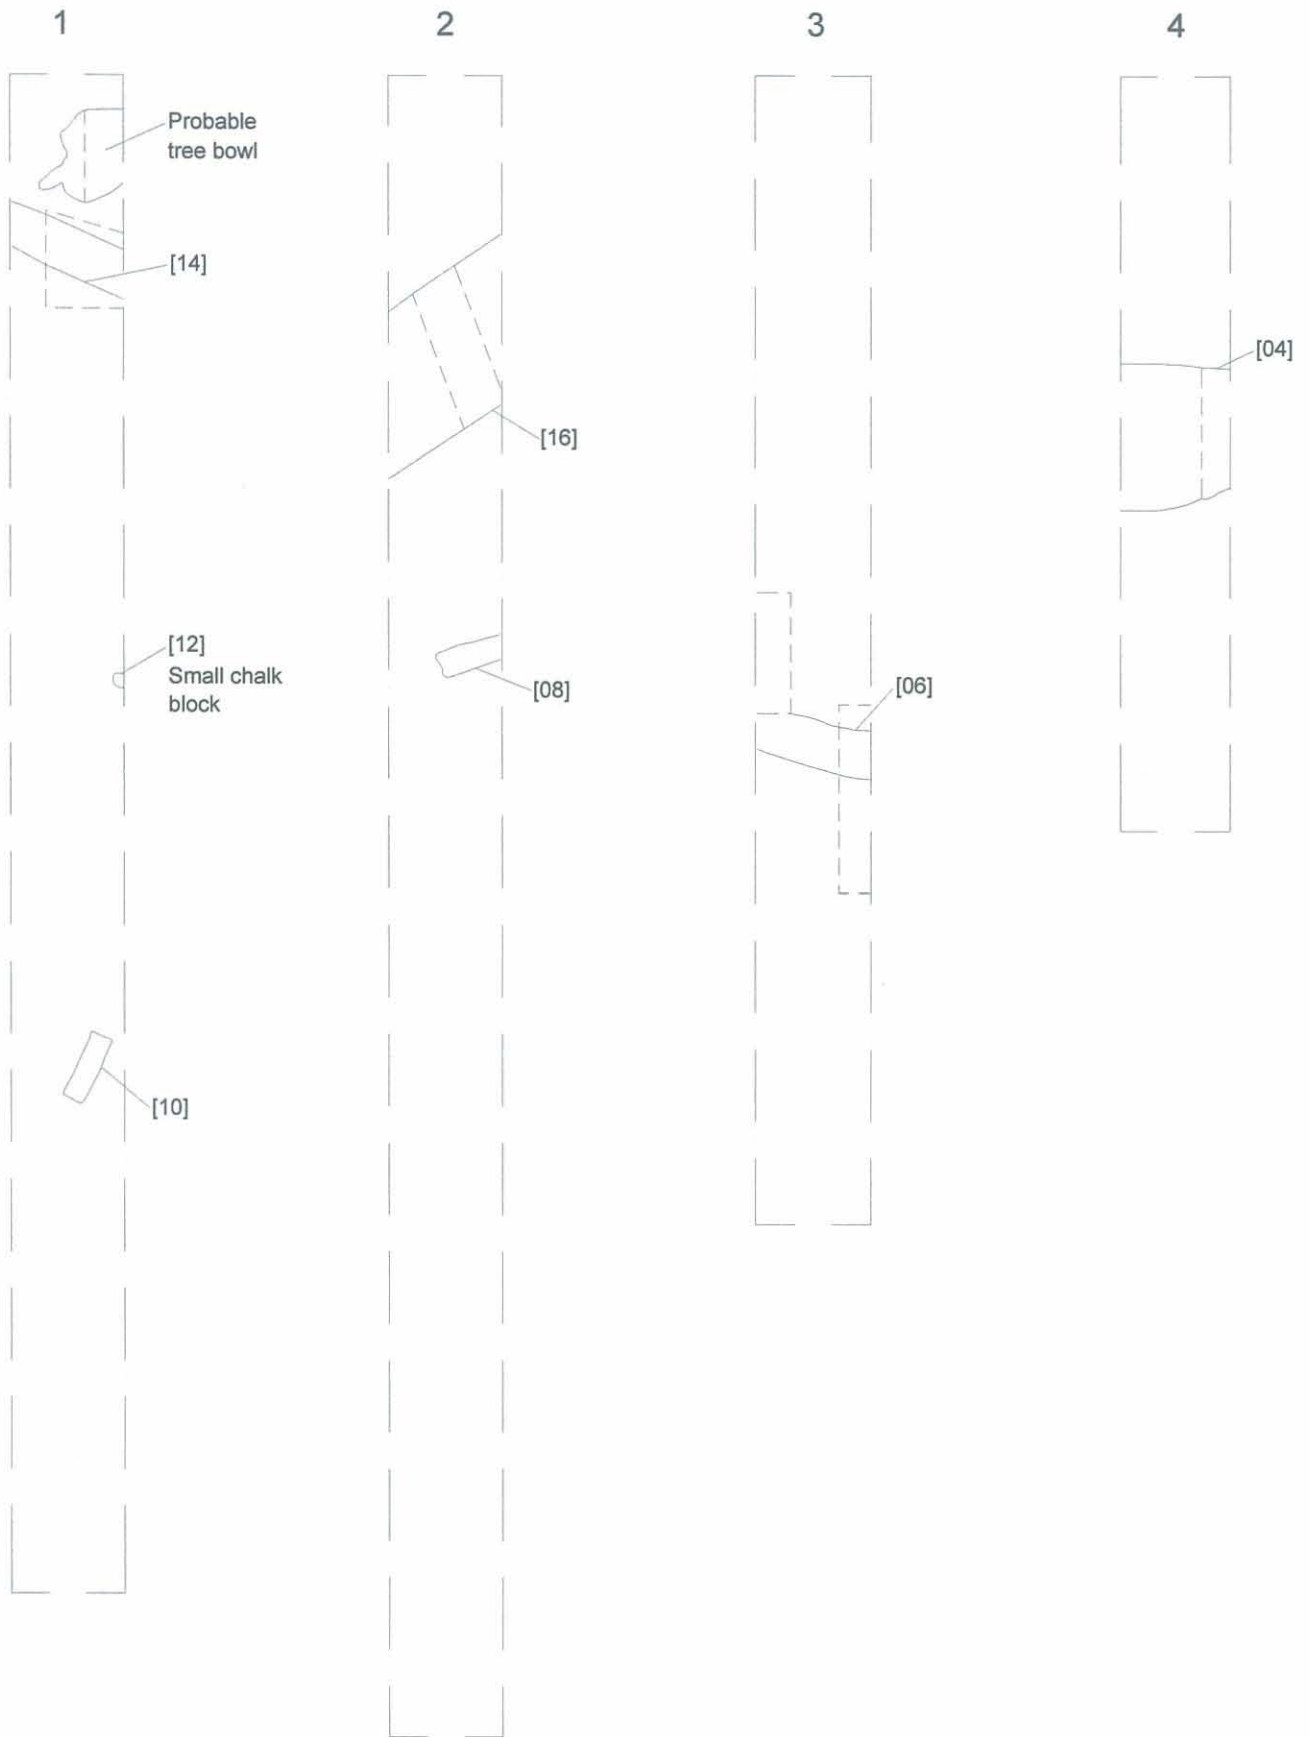 1
2
3
4
Probable
tree bowl
[14]
[12]
Small chalk
block
[10]
[16]
[08]
[06]
[04]